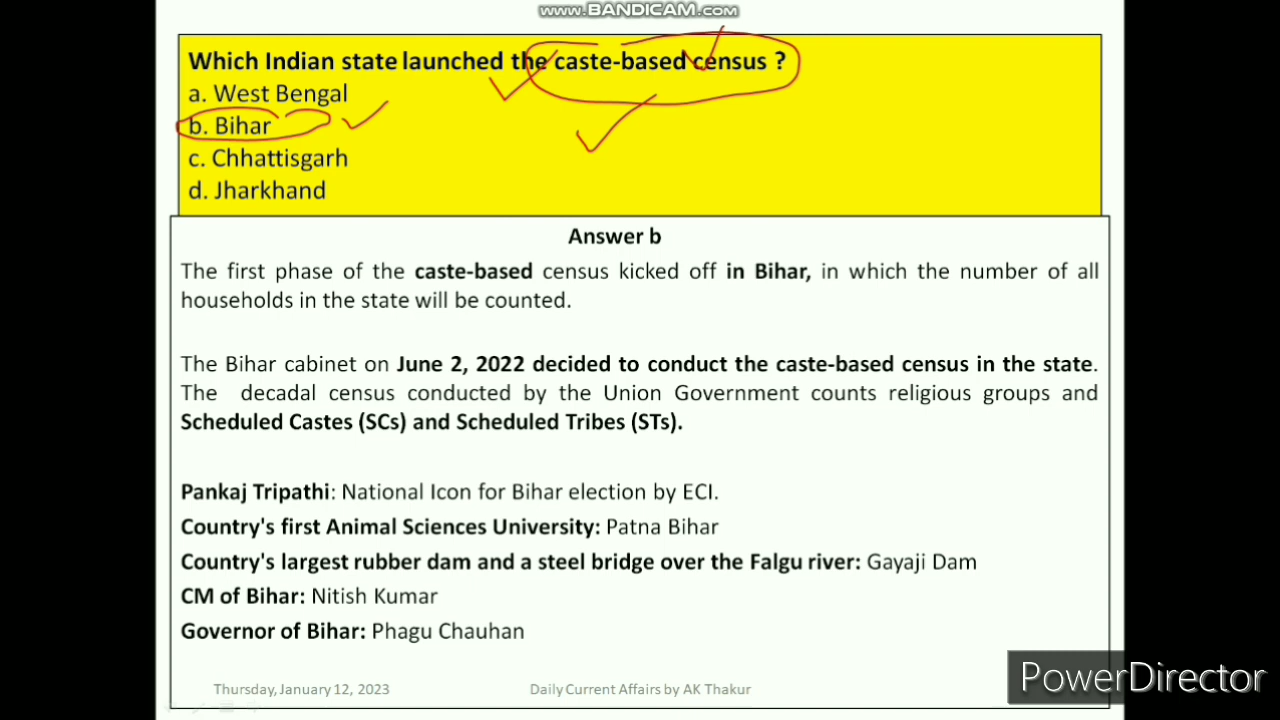 www.BANDICAM.com
Which Indian state launched the caste-based census ?
a. West Bengal
b. Bihar
c. Chhattisgarh
d. Jharkhand
Answer b
The first phase of the caste-based census kicked off in Bihar, in which the number of all
households in the state will be counted.
The Bihar cabinet on June 2, 2022 decided to conduct the caste-based census in the state.
The decadal census conducted by the Union Government counts religious groups and
Scheduled Castes (SCs) and Scheduled Tribes (STs).
Pankaj Tripathi: National Icon for Bihar election by ECI.
Country's first Animal Sciences University: Patna Bihar
Country's largest rubber dam and a steel bridge over the Falgu river: Gayaji Dam
CM of Bihar: Nitish Kumar
Governor of Bihar: Phagu Chauhan
Thursday, January 12, 2023 Daily Current Affairs by AK Thakur
PowerDirector